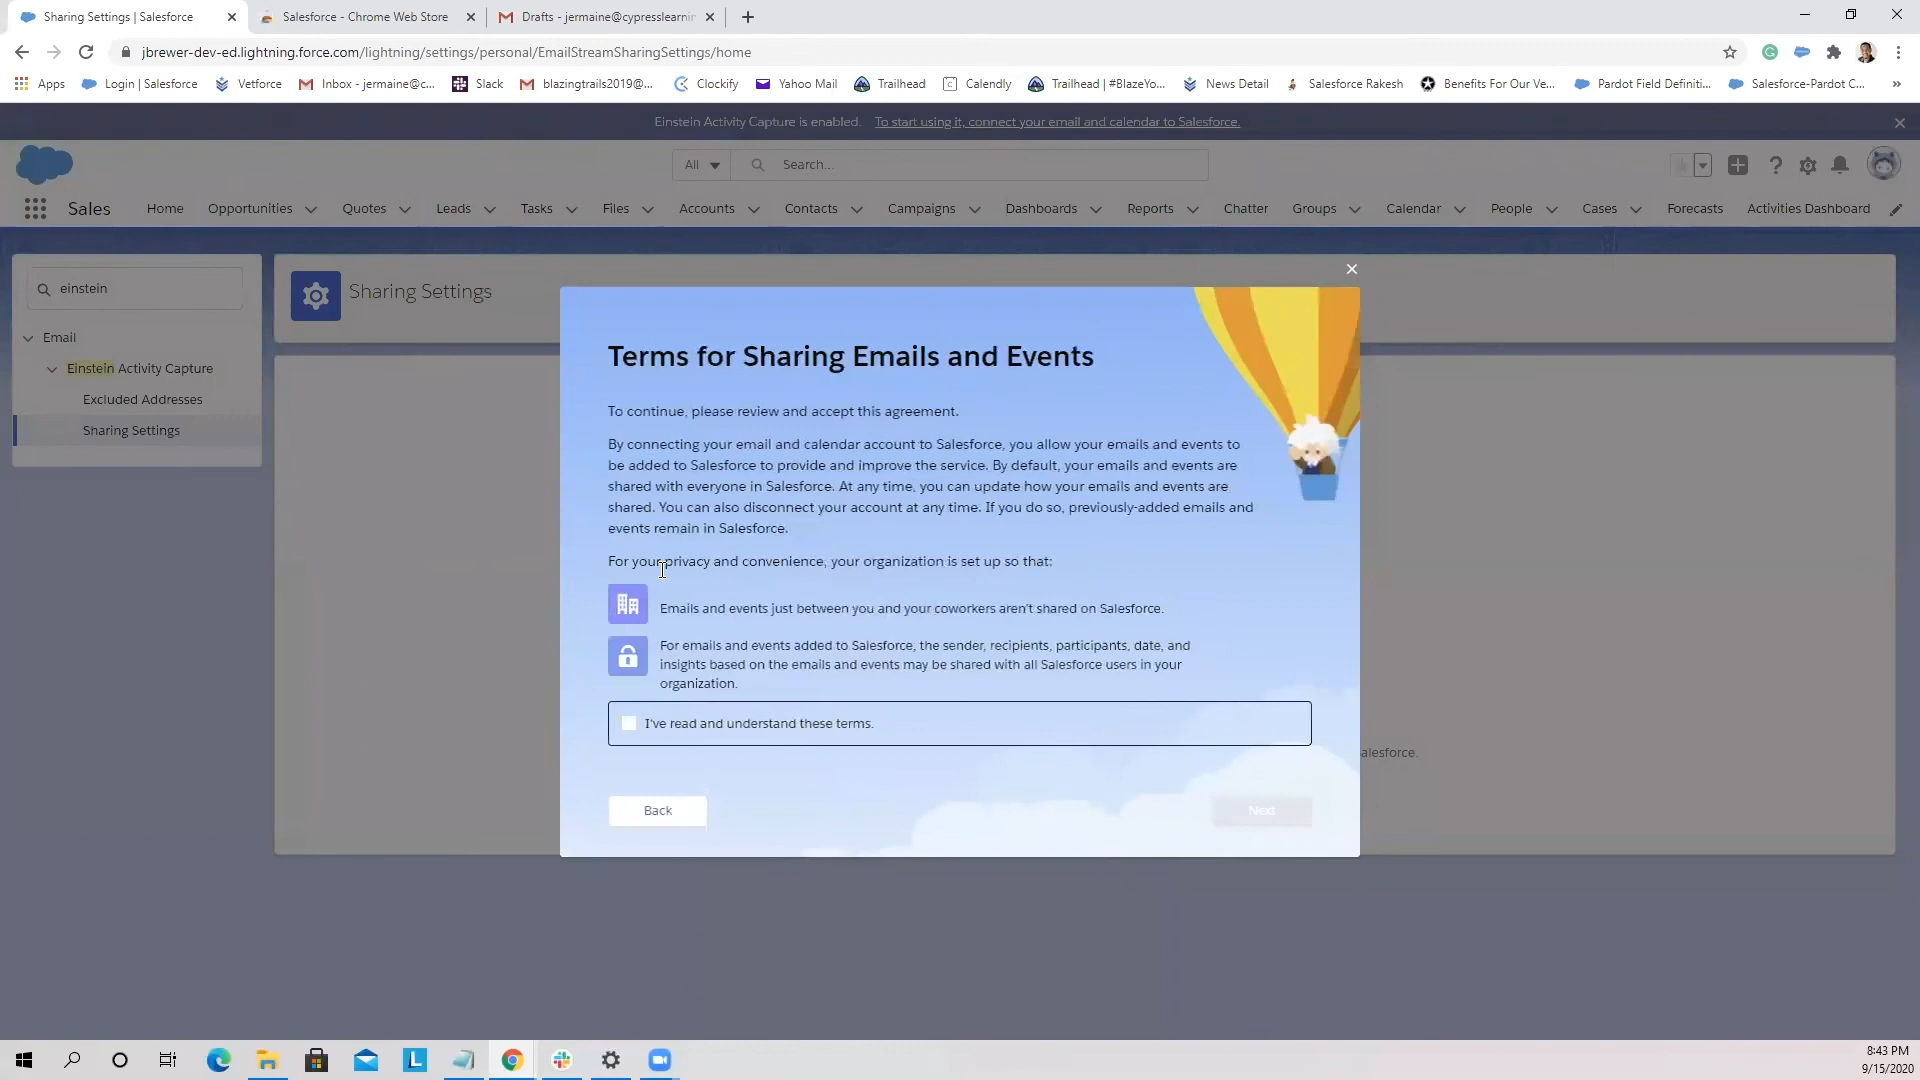 Sharing Settings | Salesforce
Salesforce - Chrome Web Store
Drafts - jermaine@cypresslearnin
jbrewer-dev-ed.lightning.force.com/lightning/settings/personal/EmailStreamSharingSettings/home
Apps Login | Salesforce Vetforce Inbox - jermaine@c... Slack blazingtrails2019@... Clockify Yahoo Mail Trailhead Calendly Trailhead | #BlazeYo... News Detail Salesforce Rakesh Benefits For Our Ve... Pardot Field Definiti... Salesforce-Pardot C... »
Einstein Activity Capture is enabled. To start using it, connect your email and calendar to Salesforce.
All Search...
Sales Home Opportunities Quotes Leads Tasks Files Accounts Contacts Campaigns Dashboards Reports Chatter Groups Calendar People Cases Forecasts Activities Dashboard
einstein
Email
Einstein Activity Capture
Excluded Addresses
Sharing Settings
Sharing Settings
Terms for Sharing Emails and Events
To continue, please review and accept this agreement.
By connecting your email and calendar account to Salesforce, you allow your emails and events to
be added to Salesforce to provide and improve the service. By default, your emails and events are
shared with everyone in Salesforce. At any time, you can update how your emails and events are
shared. You can also disconnect your account at any time. If you do so, previously-added emails and
events remain in Salesforce.
For your privacy and convenience, your organization is set up so that:
Emails and events just between you and your coworkers aren't shared on Salesforce.
For emails and events added to Salesforce, the sender, recipients, participants, date, and
insights based on the emails and events may be shared with all Salesforce users in your
organization.
I've read and understand these terms.
alesforce.
Back
Next
L
8:43 PM
9/15/2020